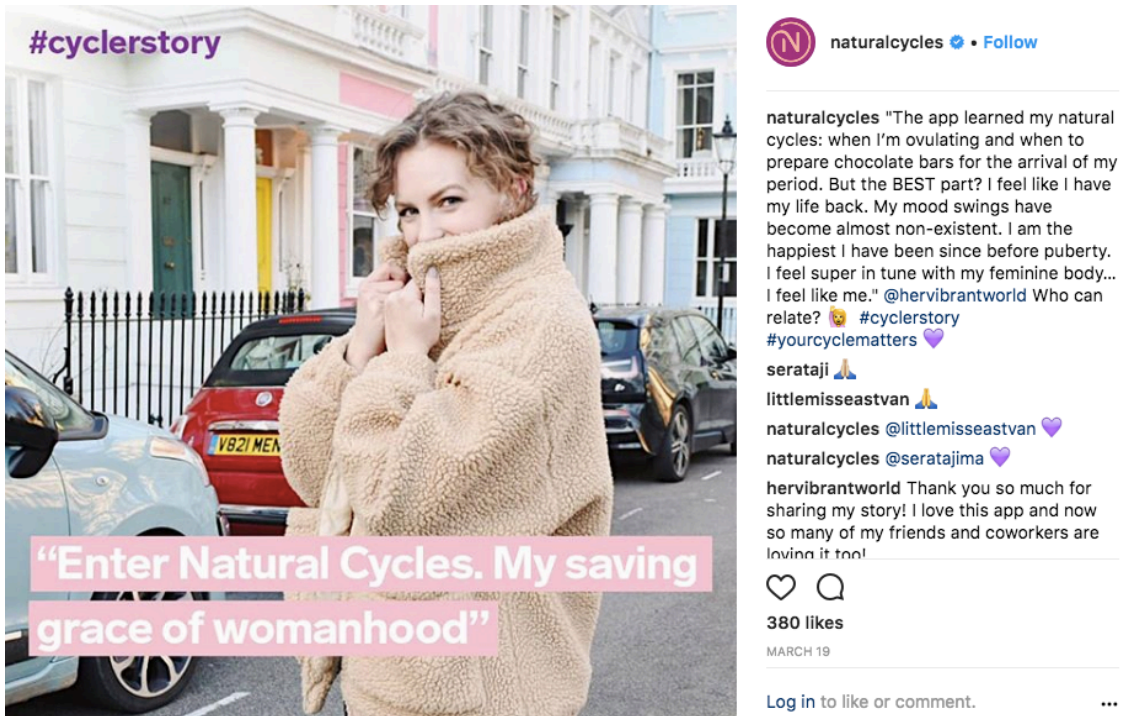 #cyclerstory
V821 MEN
“Enter Natural Cycles. My saving
grace of womanhood”
N
naturalcycles • Follow
naturalcycles "The app learned my natural
cycles: when I’m ovulating and when to
prepare chocolate bars for the arrival of my
period. But the BEST part? I feel like I have
my life back. My mood swings have
become almost non-existent. I am the
happiest I have been since before puberty.
I feel super in tune with my feminine body...
I feel like me." @hervibrantworld Who can
relate? 🙋 #cyclerstory
#yourcyclematters 💜
serataji 🙏🏼
littlemisseastvan 🙏
naturalcycles @littlemisseastvan 💜
naturalcycles @seratajima 💜
hervibrantworld Thank you so much for
sharing my story! I love this app and now
so many of my friends and coworkers are
loving it too!
380 likes
MARCH 19
Log in to like or comment.